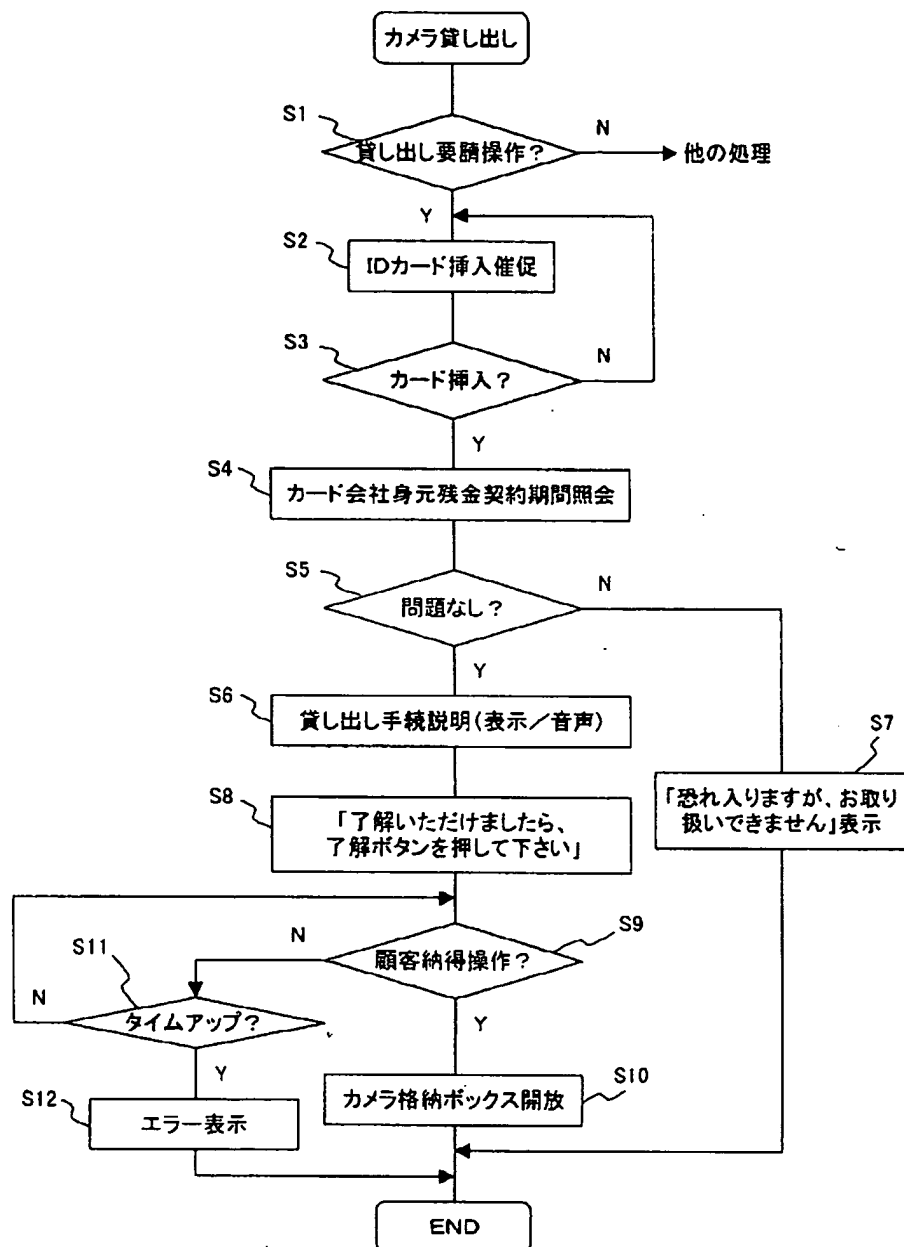 カメラ貸し出し
S1
貸し出し要請操作?
N
他の処理
Y
S2
IDカード挿入催促
S3
カード挿入?
N
Y
S4
カード会社身元残金契約期間照会
S5
問題なし?
N
Y
S6
貸し出し手続説明(表示/音声)
S7
「恐れ入りますが、お取り
扱いできません」表示
S8
「了解いただけましたら、
了解ボタンを押して下さい」
S9
顧客納得操作?
N
Y
S11
タイムアップ?
N
Y
S10
カメラ格納ボックス開放
S12
エラー表示
END